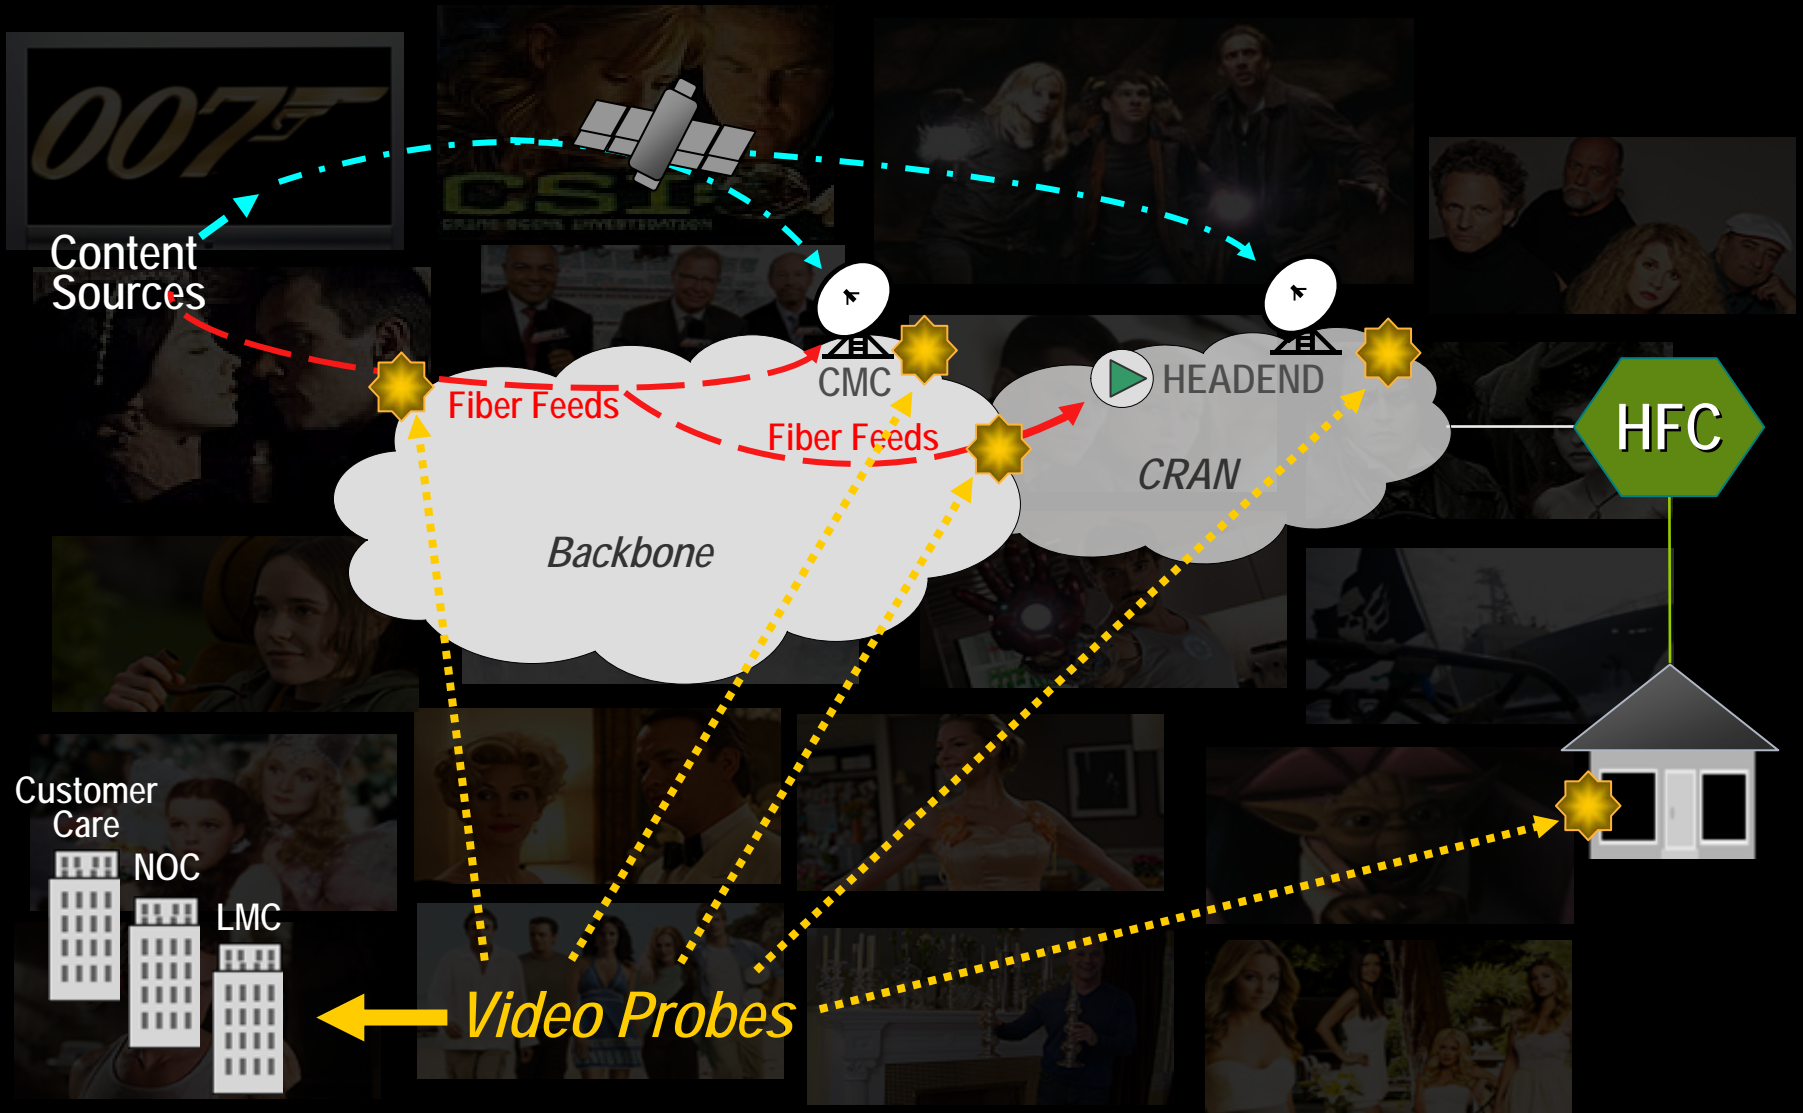 007
CSI
Content
Sources
CMC
HEADEND
Fiber Feeds
Fiber Feeds
HFC
CRAN
Backbone
Customer
Care
NOC
LMC
Video Probes